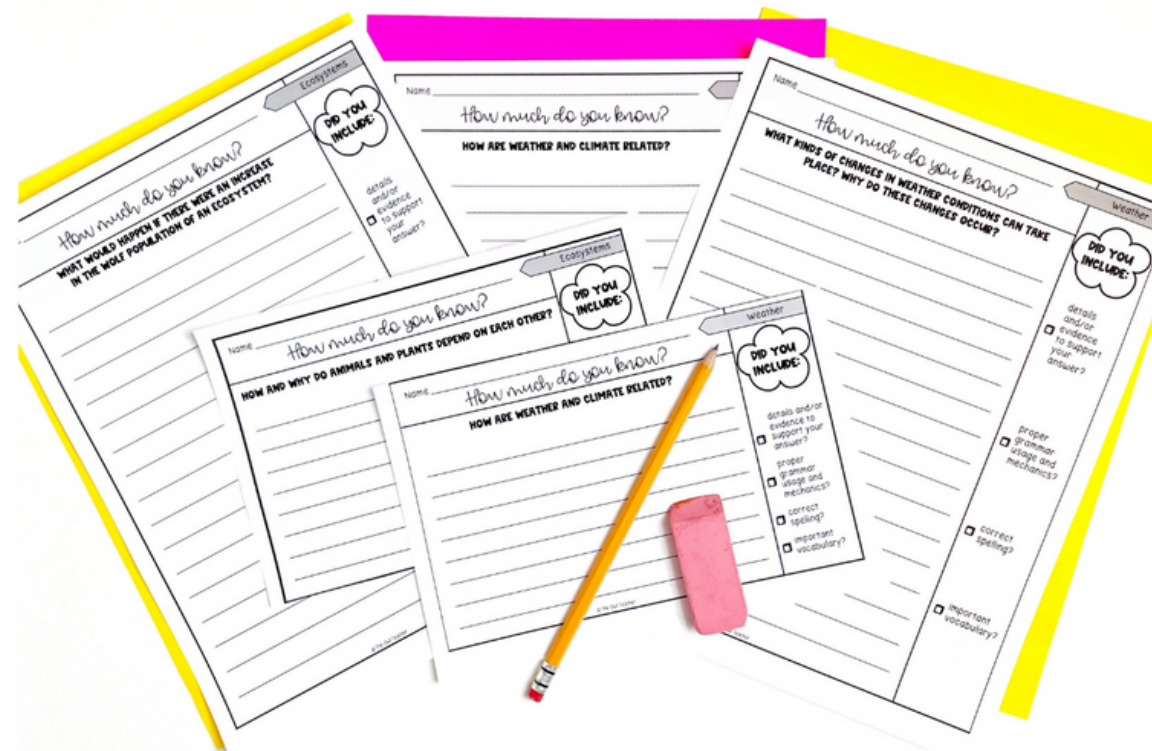 Ecosystems
How much do you know?
WHAT WOULD HAPPEN IF THERE WERE AN INCREASE
IN THE WOLF POPULATION OF AN ECOSYSTEM?
DID YOU
INCLUDE:
details
and/or
evidence
to support
your
answer?
© The Owl Teacher
Name
How much do you know?
HOW ARE WEATHER AND CLIMATE RELATED?
Name
How much do you know?
WHAT KINDS OF CHANGES IN WEATHER CONDITIONS CAN TAKE
PLACE? WHY DO THESE CHANGES OCCUR?
Weather
DID YOU
INCLUDE:
details
and/or
evidence
to support
your
answer?
proper
grammar
usage and
mechanics?
correct
spelling?
important
vocabulary?
Teacher
Ecosystems
Name
How much do you know?
HOW AND WHY DO ANIMALS AND PLANTS DEPEND ON EACH OTHER?
DID YOU
INCLUDE:
Weather
Name
How much do you know?
HOW ARE WEATHER AND CLIMATE RELATED?
DID YOU
INCLUDE:
details and/or
evidence to
support your
answer?
proper
grammar
usage and
mechanics?
correct
spelling?
important
vocabulary?
© The Owl Teacher